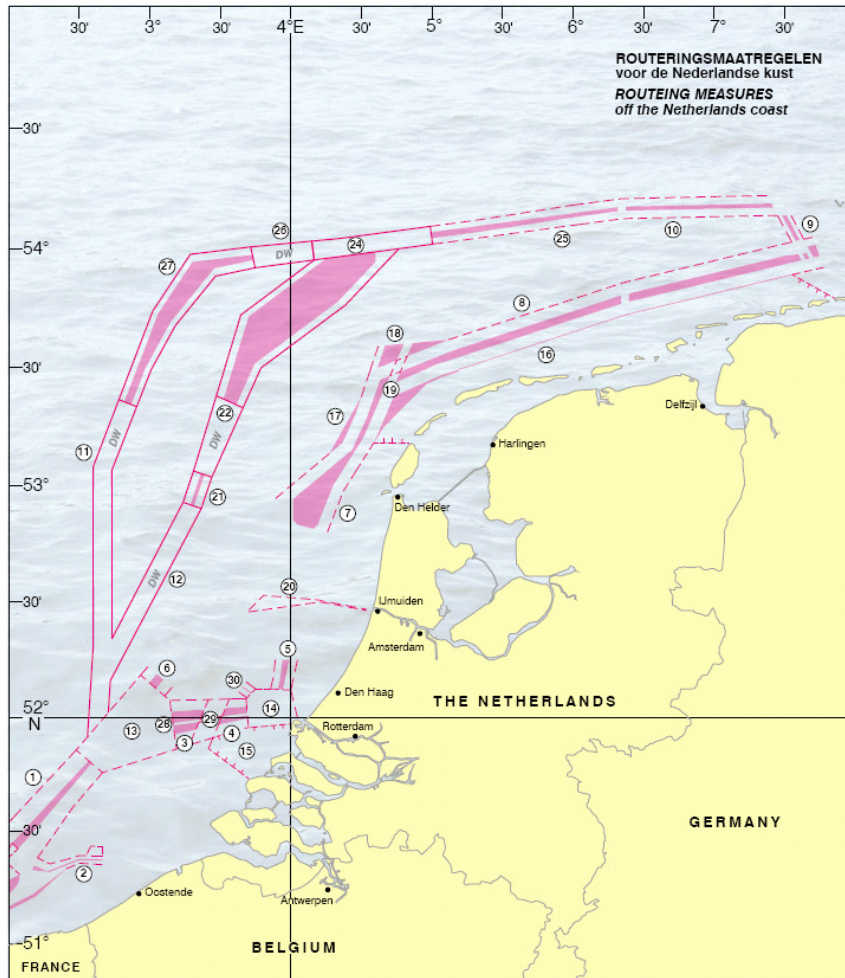 30' 3° 30' 4°E 30' 5° 30' 6° 30' 7° 30'
ROUTERINGSMAATREGELEN
voor de Nederlandse kust
ROUTEING MEASURES
off the Netherlands coast
30'
9
26
24
54°
DW
25
10
27
8
18
30'
16
19
17
22
Delfzijl
DW
DW
11
Harlingen
53°
21
Den Helder
7
12
DW
20
30'
IJmuiden
Amsterdam
5
6
30
Den Haag
THE NETHERLANDS
14
52°
N
28
29
13
3
4
Rotterdam
15
1
30'
GERMANY
2
Oostende
Antwerpen
51°
BELGIUM
FRANCE